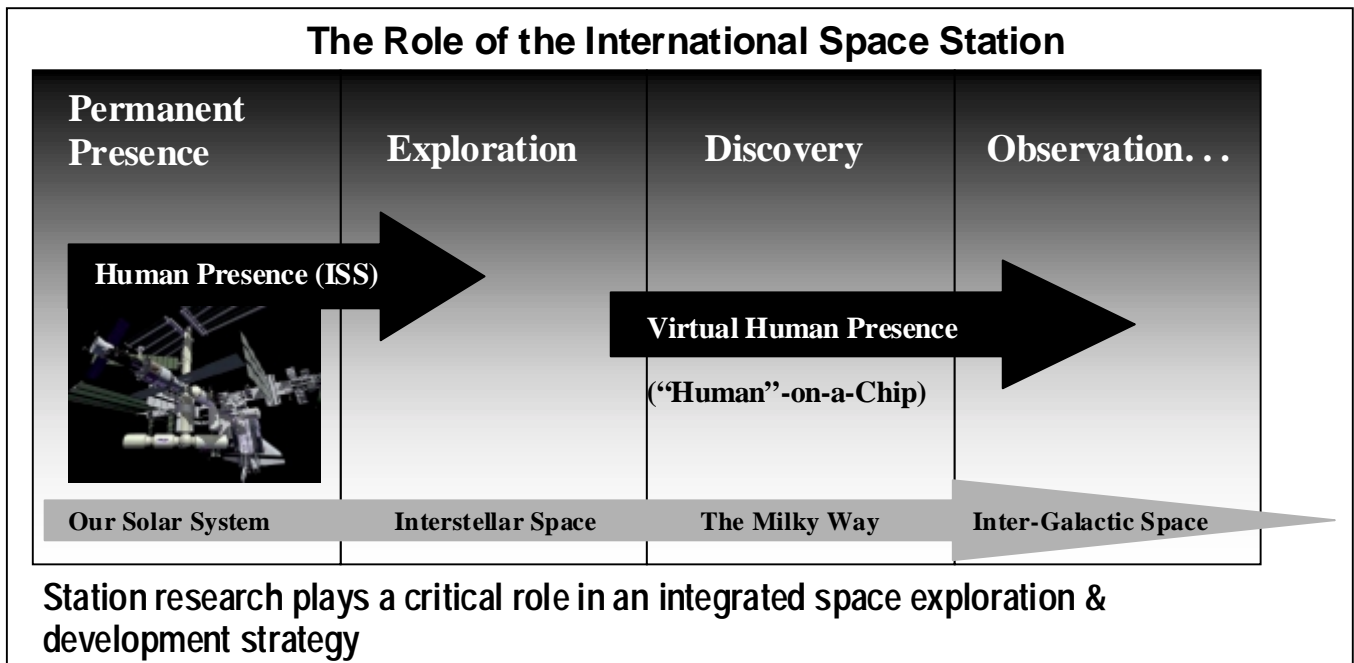 The Role of the International Space Station
Permanent
Presence
Exploration
Discovery
Observation. . .
Human Presence (ISS)
Virtual Human Presence
(“Human”-on-a-Chip)
Our Solar System
Interstellar Space
The Milky Way
Inter-Galactic Space
Station research plays a critical role in an integrated space exploration &
development strategy